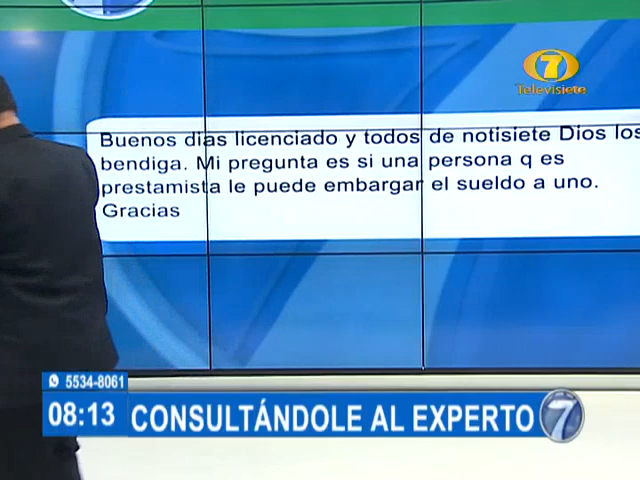 7
Televisiete
Buenos dias licenciado y todos de notisiete Dios los
bendiga. Mi pregunta es si una persona q es
prestamista le puede embargar el sueldo a uno.
Gracias
5534-8061
08:13 CONSULTÁNDOLE AL EXPERTO 7